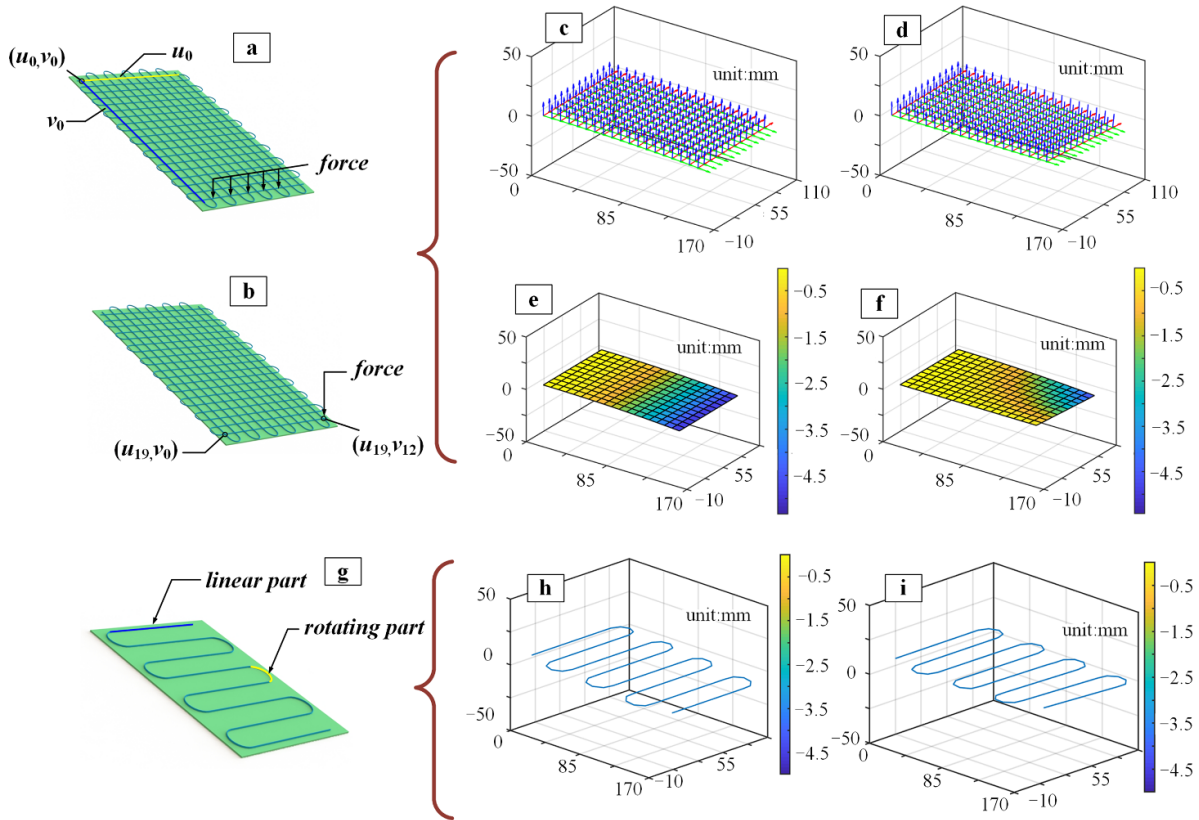 a
(u0,v0)
u0
v0
force
b
force
(u19,v0)
(u19,v12)
c
unit:mm
50
0
−50
0
85
170
−10
55
110
d
unit:mm
50
0
−50
0
85
170
−10
55
110
e
unit:mm
50
0
−50
0
85
170
−10
55
−0.5
−1.5
−2.5
−3.5
−4.5
f
unit:mm
50
0
−50
0
85
170
−10
55
−0.5
−1.5
−2.5
−3.5
−4.5
g
linear part
rotating part
h
unit:mm
50
0
−50
0
85
170
−10
55
−0.5
−1.5
−2.5
−3.5
−4.5
i
unit:mm
50
0
−50
0
85
170
−10
55
−0.5
−1.5
−2.5
−3.5
−4.5